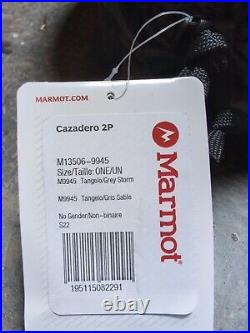 MARMOT.COM
Cazadero 2P
M13506-9945
Size/Taille: ONE/UN
M9945 Tangelo/Grey Storm
M9945 Tangelo/Gris Sable
No Gender/Non-binaire
S22
195115082291
Marmot